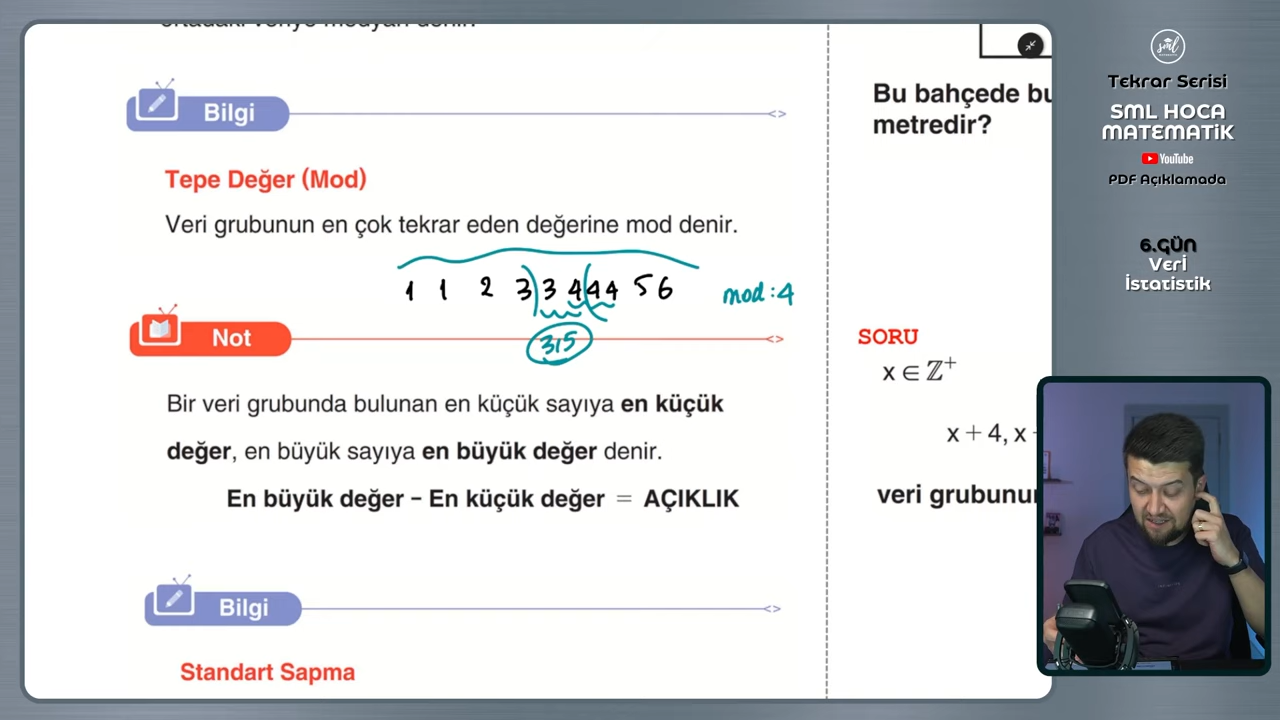 Bilgi
Tepe Değer (Mod)
Veri grubunun en çok tekrar eden değerine mod denir.
1 1 2 3 3 4 4 4 5 6
mod: 4
3,5
Not
Bir veri grubunda bulunan en küçük sayıya en küçük
değer, en büyük sayıya en büyük değer denir.
En büyük değer – En küçük değer = AÇIKLIK
Bilgi
Standart Sapma
Bu bahçede bu
metredir?
SORU
x ∈ ℤ⁺
x + 4, x
veri grubunun
sml
Tekrar Serisi
SML HOCA
MATEMATİK
YouTube
PDF Açıklamada
6.GÜN
Veri
İstatistik